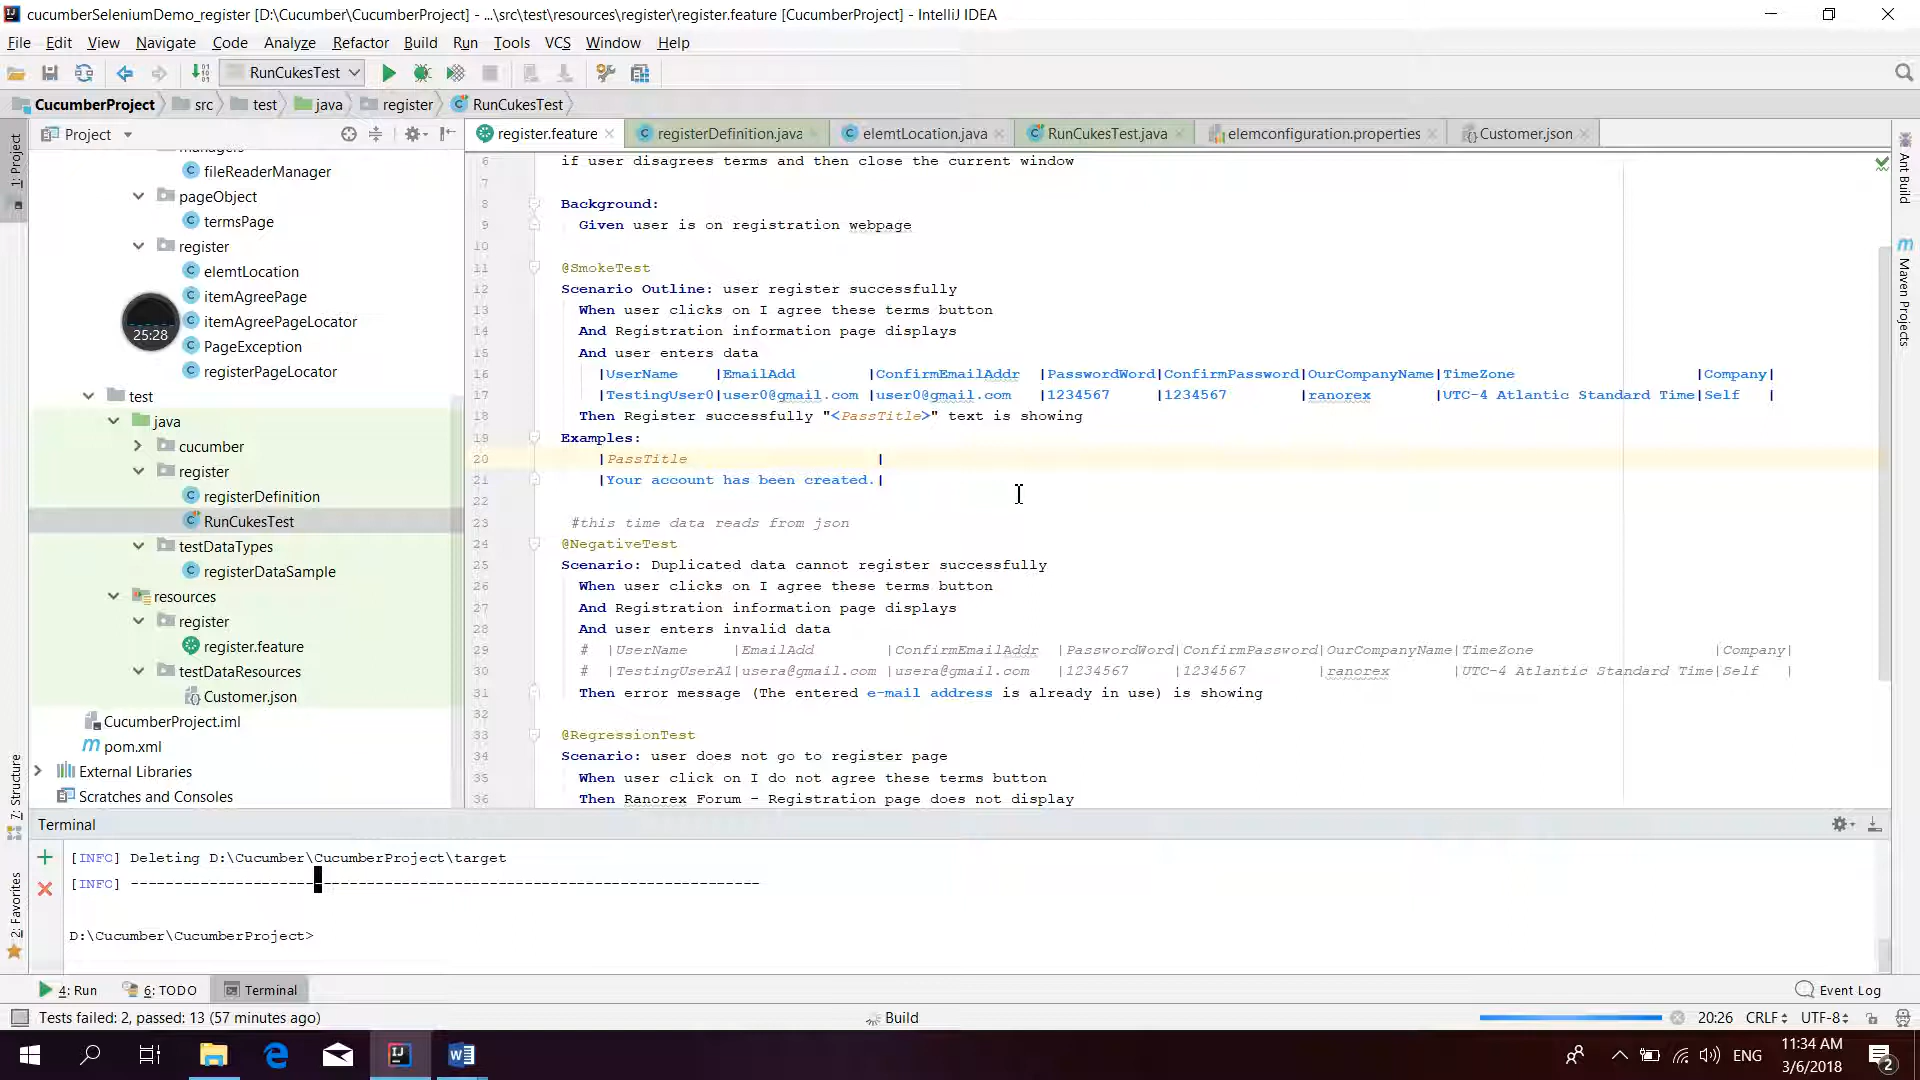 cucumberSeleniumDemo_register [D:\Cucumber\CucumberProject] - ...\src\test\resources\register\register.feature [CucumberProject] - IntelliJ IDEA
File Edit View Navigate Code Analyze Refactor Build Run Tools VCS Window Help
RunCukesTest
CucumberProject src test java register RunCukesTest
Project
register.feature registerDefinition.java elemtLocation.java RunCukesTest.java elemconfiguration.properties Customer.json
1: Project
7: Structure
2: Favorites
managers
fileReaderManager
pageObject
termsPage
register
elemtLocation
itemAgreePage
itemAgreePageLocator
PageException
registerPageLocator
25:28
test
java
cucumber
register
registerDefinition
RunCukesTest
testDataTypes
registerDataSample
resources
register
register.feature
testDataResources
Customer.json
CucumberProject.iml
pom.xml
External Libraries
Scratches and Consoles
6 if user disagrees terms and then close the current window
7
8 Background:
9 Given user is on registration webpage
10
11 @SmokeTest
12 Scenario Outline: user register successfully
13 When user clicks on I agree these terms button
14 And Registration information page displays
15 And user enters data
16 |UserName |EmailAdd |ConfirmEmailAddr |PasswordWord|ConfirmPassword|OurCompanyName|TimeZone |Company|
17 |TestingUser0|user0@gmail.com |user0@gmail.com |1234567 |1234567 |ranorex |UTC-4 Atlantic Standard Time|Self |
18 Then Register successfully "<PassTitle>" text is showing
19 Examples:
20 |PassTitle |
21 |Your account has been created.|
22
23 #this time data reads from json
24 @NegativeTest
25 Scenario: Duplicated data cannot register successfully
26 When user clicks on I agree these terms button
27 And Registration information page displays
28 And user enters invalid data
29 # |UserName |EmailAdd |ConfirmEmailAddr |PasswordWord|ConfirmPassword|OurCompanyName|TimeZone |Company|
30 # |TestingUserA1|usera@gmail.com |usera@gmail.com |1234567 |1234567 |ranorex |UTC-4 Atlantic Standard Time|Self |
31 Then error message (The entered e-mail address is already in use) is showing
32
33 @RegressionTest
34 Scenario: user does not go to register page
35 When user click on I do not agree these terms button
36 Then Ranorex Forum - Registration page does not display
Ant Build
Maven Projects
Terminal
[INFO] Deleting D:\Cucumber\CucumberProject\target
[INFO] ------------------------------------------------------------------------
D:\Cucumber\CucumberProject>
4: Run 6: TODO Terminal Event Log
Tests failed: 2, passed: 13 (57 minutes ago) Build 20:26 CRLF UTF-8
ENG 11:34 AM
3/6/2018
2